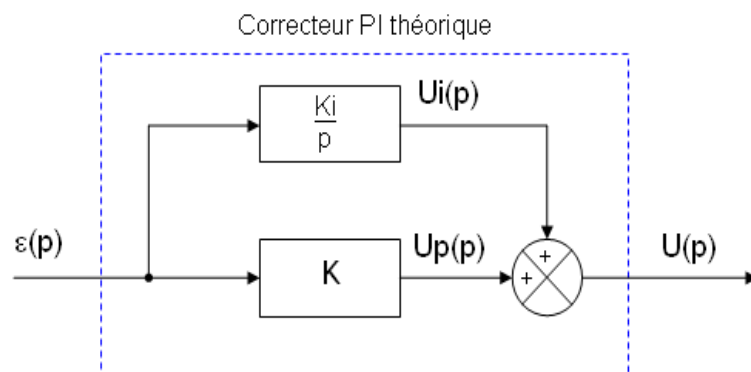 Correcteur PI théorique
Ki
p
Ui(p)
ε(p)
K
Up(p)
+
+
U(p)